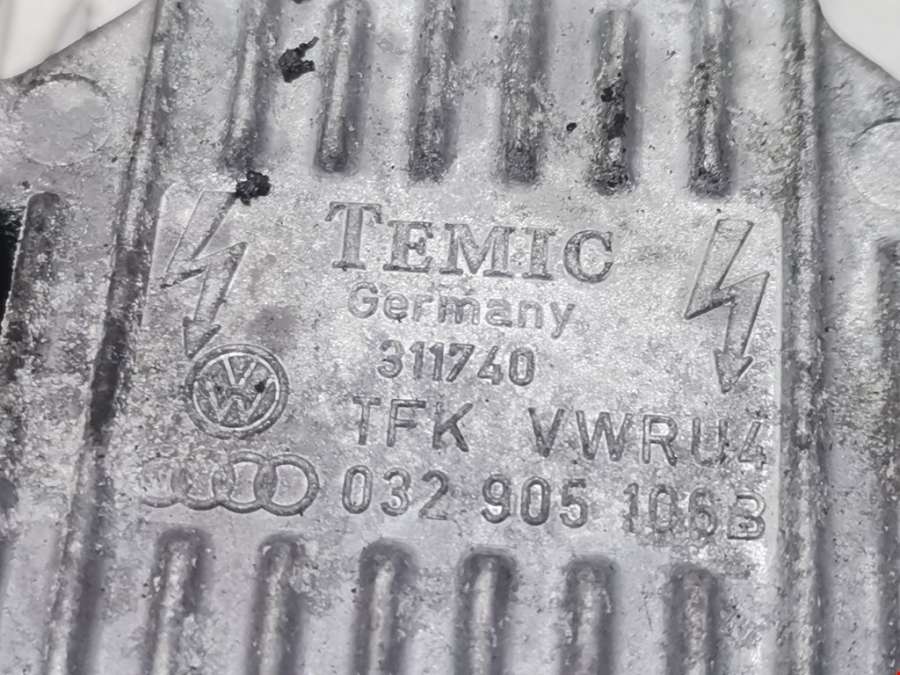 TEMIC
Germany
311740
TFK VWRU4
032 905 106B